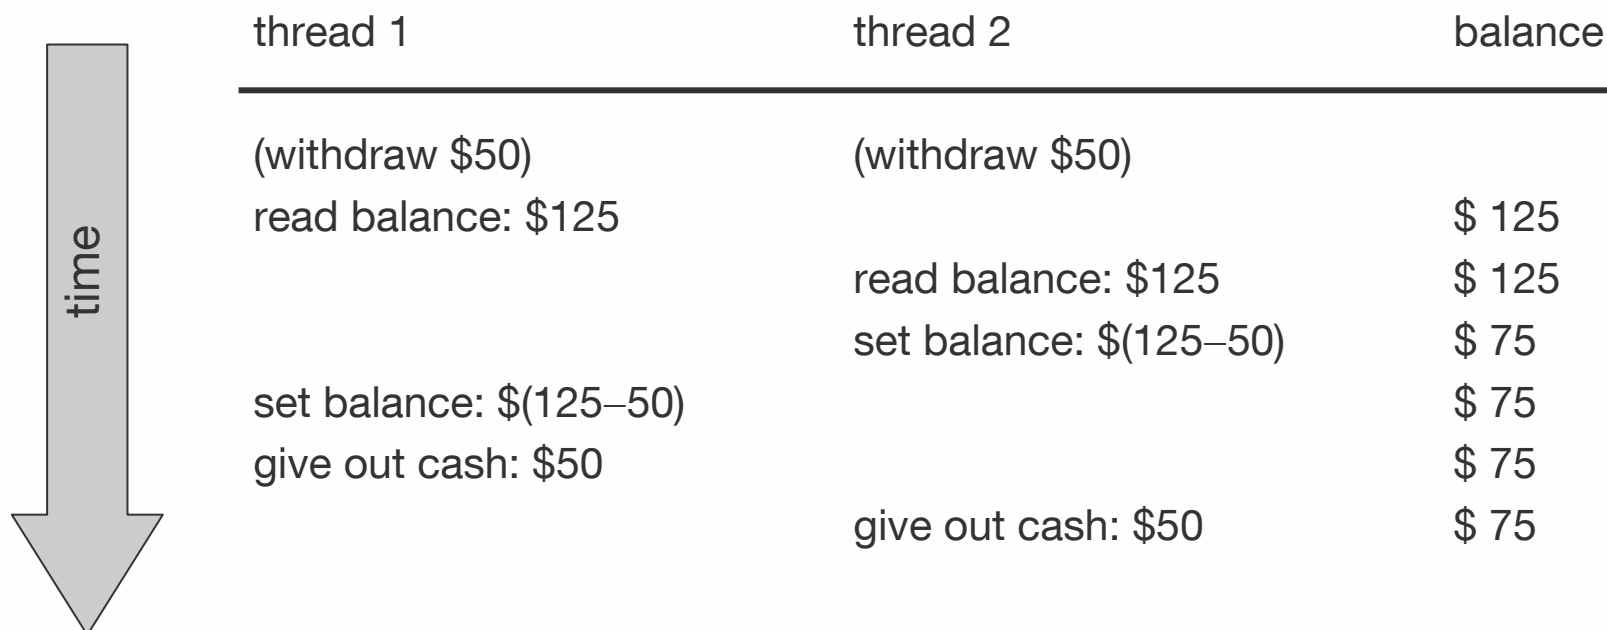 thread 1 thread 2 balance
(withdraw $50) (withdraw $50)
read balance: $125 $ 125
read balance: $125 $ 125
set balance: $(125–50) $ 75
set balance: $(125–50) $ 75
give out cash: $50 $ 75
give out cash: $50 $ 75
time